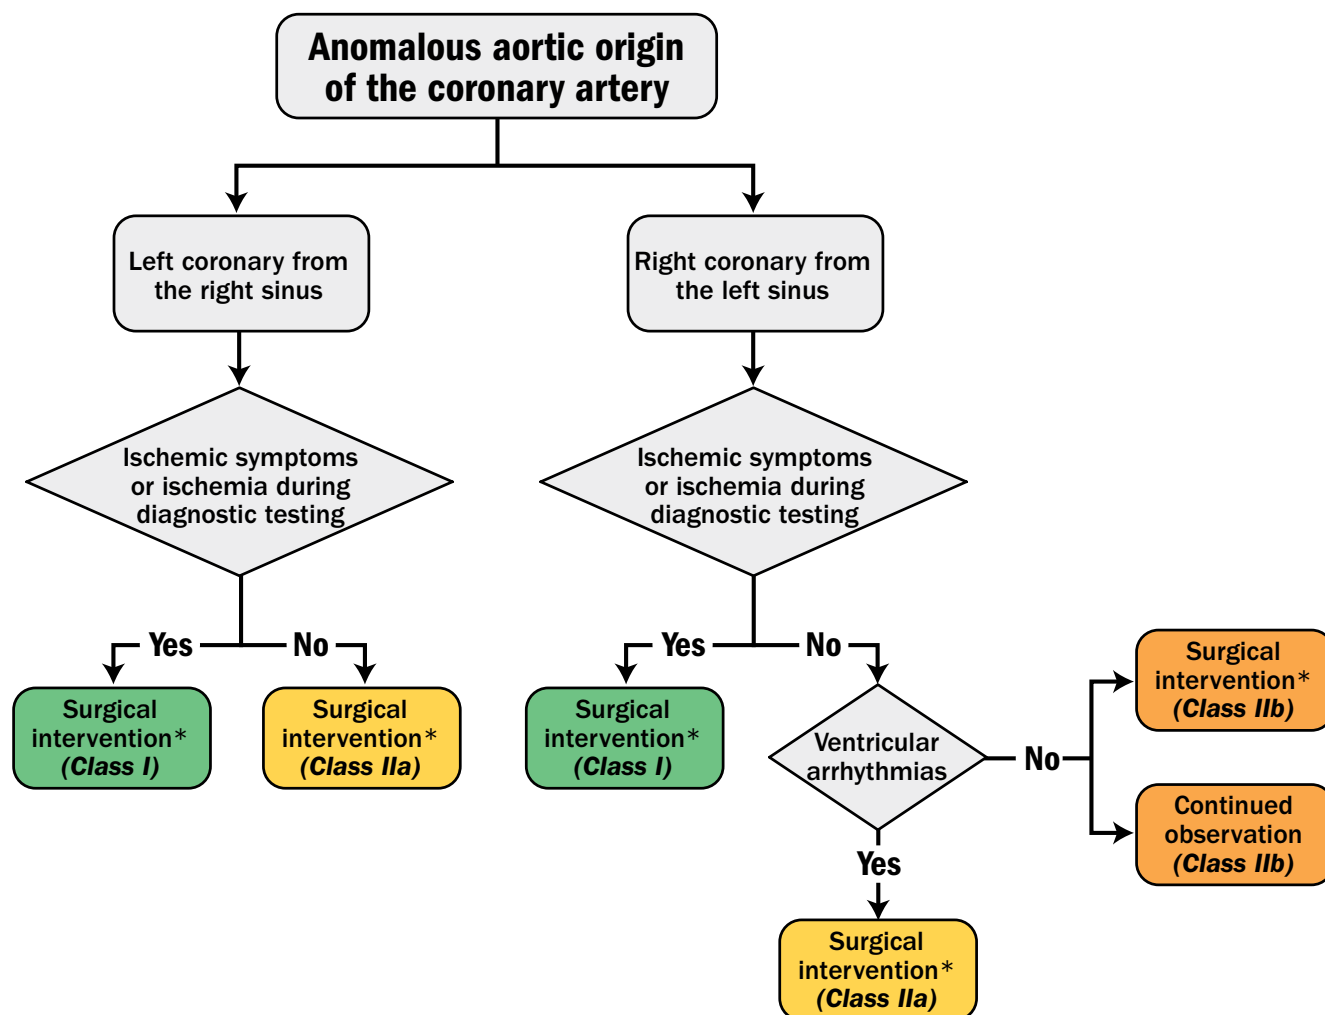 Anomalous aortic origin
of the coronary artery
Left coronary from
the right sinus
Right coronary from
the left sinus
Ischemic symptoms
or ischemia during
diagnostic testing
Ischemic symptoms
or ischemia during
diagnostic testing
Yes
No
Yes
No
Surgical
intervention*
(Class I)
Surgical
intervention*
(Class IIa)
Surgical
intervention*
(Class I)
Ventricular
arrhythmias
No
Surgical
intervention*
(Class IIb)
Continued
observation
(Class IIb)
Yes
Surgical
intervention*
(Class IIa)